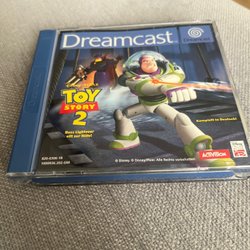 Dreamcast
Dreamcast
TOY
STORY
2
Buzz Lightyear
eilt zur Hilfe!
Komplett in Deutsch!
© Disney. © Disney/Pixar. Alle Rechte vorbehalten.
ACTIVISION